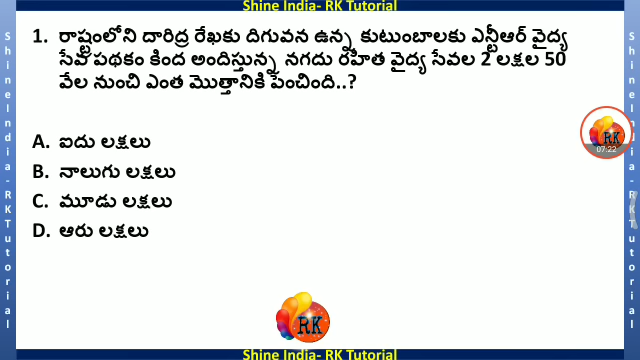 Shine India- RK Tutorial
1. రాష్ట్రంలోని దారిద్ర రేఖకు దిగువన ఉన్న కుటుంబాలకు ఎన్టీఆర్ వైద్య
సేవ పథకం కింద అందిస్తున్న నగదు రహిత వైద్య సేవల 2 లక్షల 50
వేల నుంచి ఎంత మొత్తానికి పెంచింది..?
A. ఐదు లక్షలు
B. నాలుగు లక్షలు
C. మూడు లక్షలు
D. ఆరు లక్షలు
RK
07:22
RK
Shine India- RK Tutorial
Shine India - RK Tutorial
Shine India - RK Tutorial